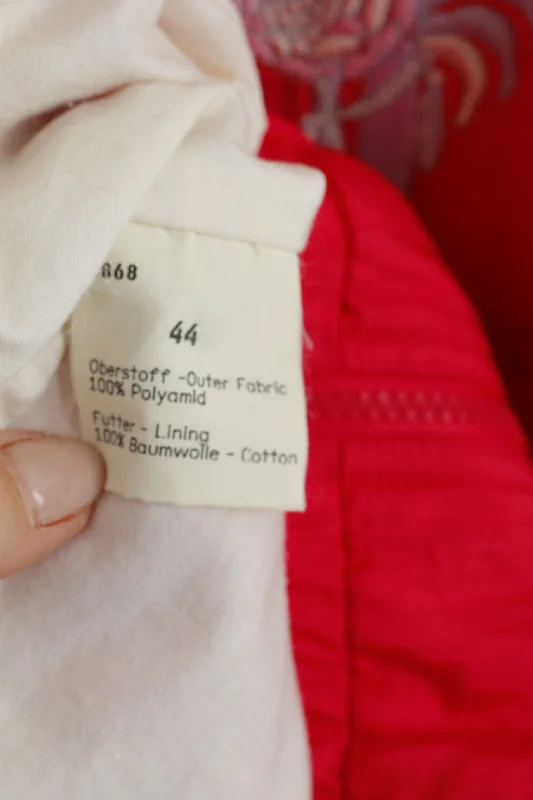 868
44
Oberstoff -Outer Fabric
100% Polyamid
Futter - Lining
100% Baumwolle - Cotton